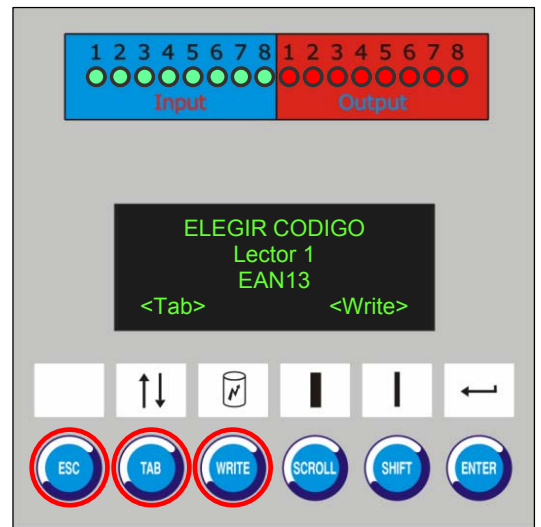 1 2 3 4 5 6 7 8 1 2 3 4 5 6 7 8
Input Output
ELEGIR CODIGO
Lector 1
EAN13
<Tab> <Write>
ESC TAB WRITE SCROLL SHIFT ENTER